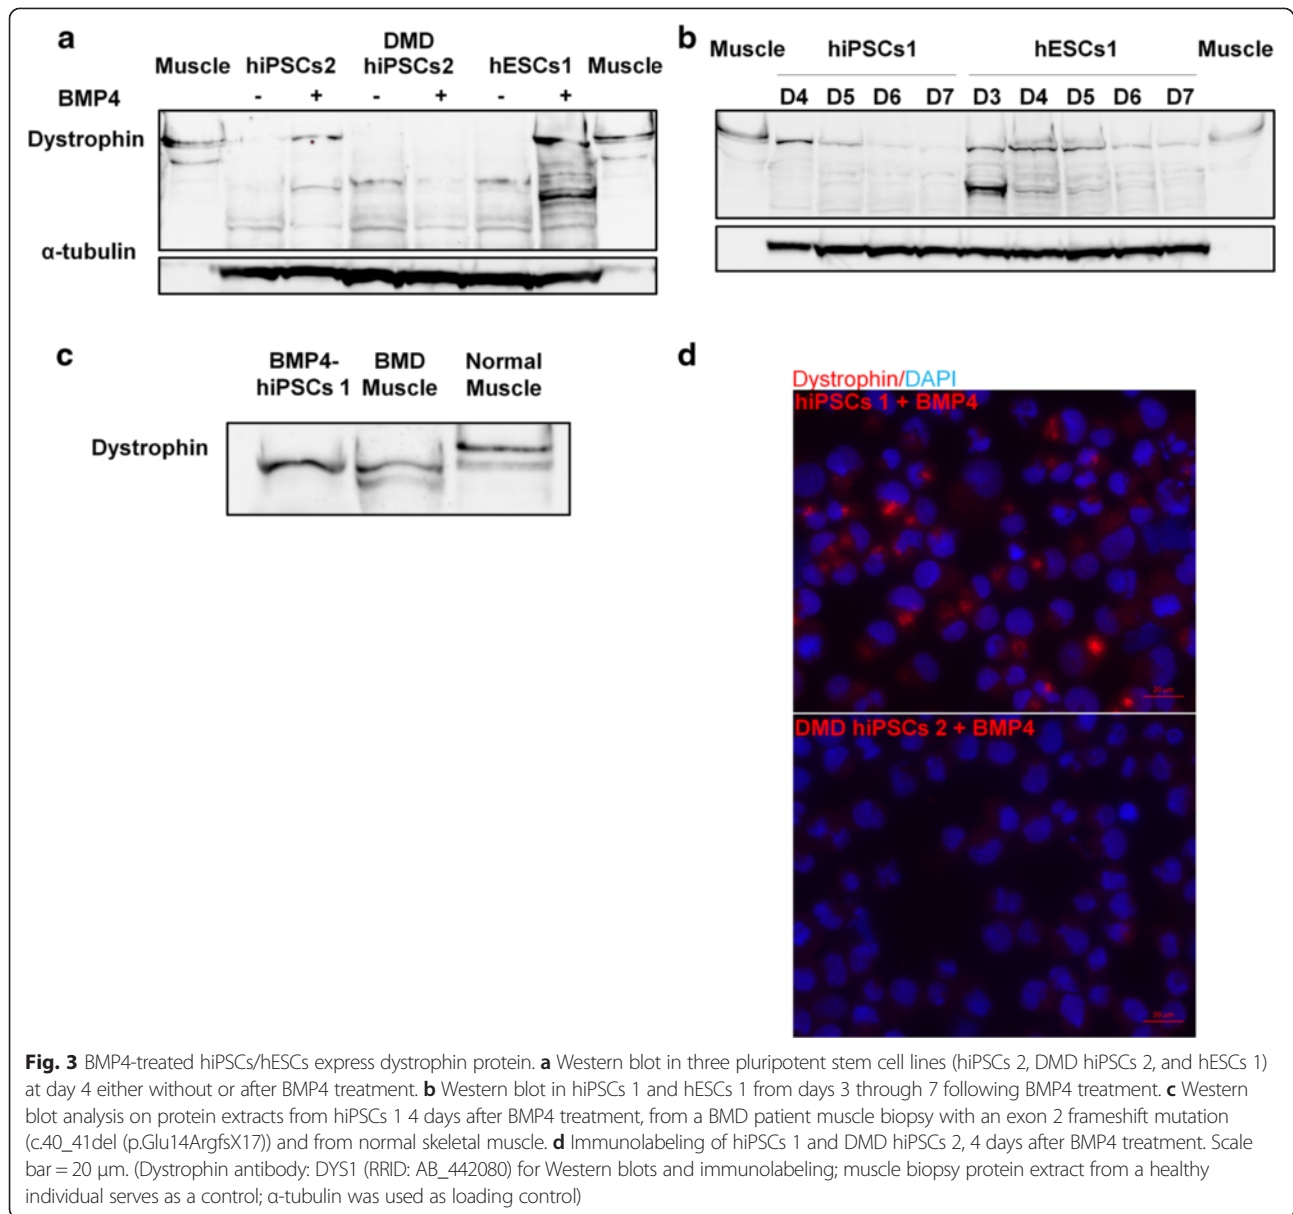 a
DMD
Muscle hiPSCs2 hiPSCs2 hESCs1 Muscle
BMP4 - + - + - +
Dystrophin
α-tubulin
b
Muscle hiPSCs1 hESCs1 Muscle
D4 D5 D6 D7 D3 D4 D5 D6 D7
c
BMP4- BMD Normal
hiPSCs 1 Muscle Muscle
Dystrophin
d
Dystrophin/DAPI
hiPSCs 1 + BMP4
20 µm
DMD hiPSCs 2 + BMP4
20 µm
Fig. 3 BMP4-treated hiPSCs/hESCs express dystrophin protein. a Western blot in three pluripotent stem cell lines (hiPSCs 2, DMD hiPSCs 2, and hESCs 1)
at day 4 either without or after BMP4 treatment. b Western blot in hiPSCs 1 and hESCs 1 from days 3 through 7 following BMP4 treatment. c Western
blot analysis on protein extracts from hiPSCs 1 4 days after BMP4 treatment, from a BMD patient muscle biopsy with an exon 2 frameshift mutation
(c.40_41del (p.Glu14ArgfsX17)) and from normal skeletal muscle. d Immunolabeling of hiPSCs 1 and DMD hiPSCs 2, 4 days after BMP4 treatment. Scale
bar = 20 µm. (Dystrophin antibody: DYS1 (RRID: AB_442080) for Western blots and immunolabeling; muscle biopsy protein extract from a healthy
individual serves as a control; α-tubulin was used as loading control)